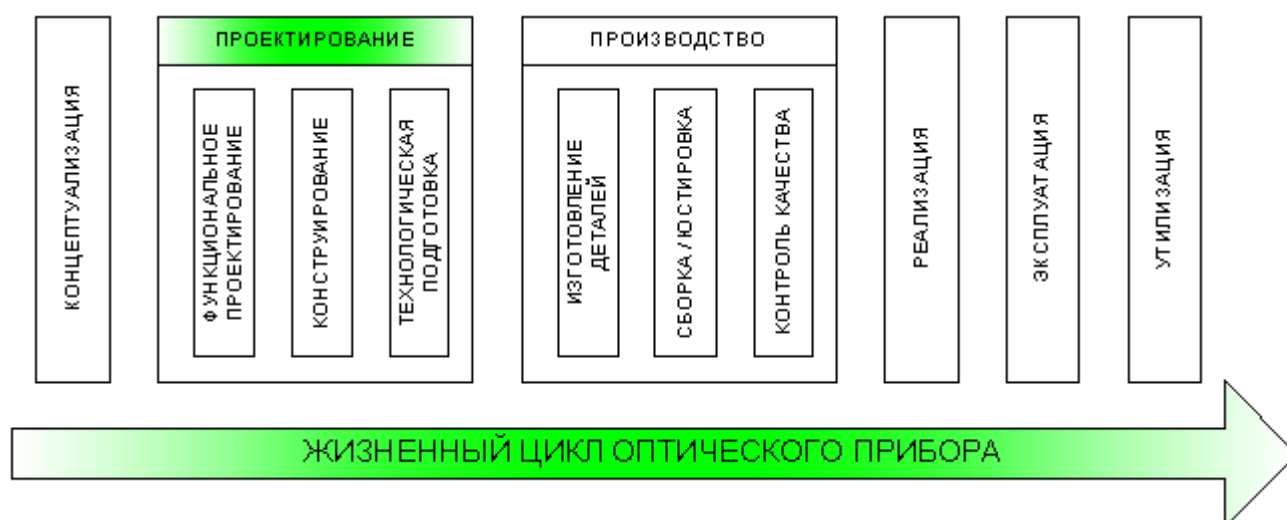 КОНЦЕПТУАЛИЗАЦИЯ
ПРОЕКТИРОВАНИЕ
ФУНКЦИОНАЛЬНОЕ
ПРОЕКТИРОВАНИЕ
КОНСТРУИРОВАНИЕ
ТЕХНОЛОГИЧЕСКАЯ
ПОДГОТОВКА
ПРОИЗВОДСТВО
ИЗГОТОВЛЕНИЕ
ДЕТАЛЕЙ
СБОРКА / ЮСТИРОВКА
КОНТРОЛЬ КАЧЕСТВА
РЕАЛИЗАЦИЯ
ЭКСПЛУАТАЦИЯ
УТИЛИЗАЦИЯ
ЖИЗНЕННЫЙ ЦИКЛ ОПТИЧЕСКОГО ПРИБОРА